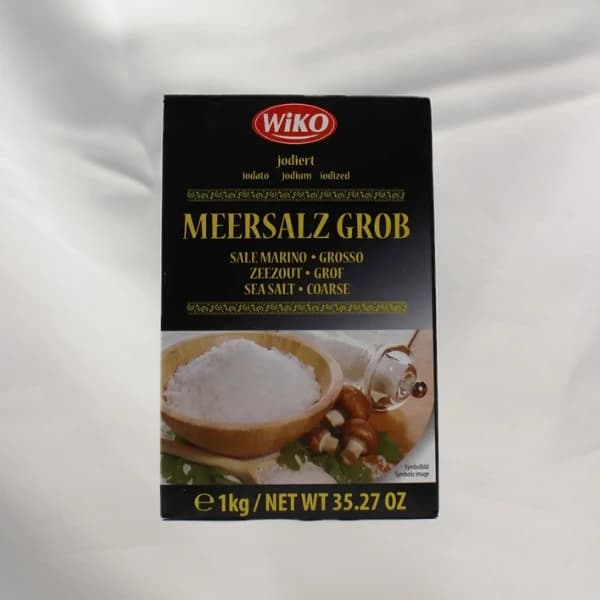 WiKO
jodiert
iodato jodium iodized
MEERSALZ GROB
SALE MARINO • GROSSO
ZEEZOUT • GROF
SEA SALT • COARSE
Symbolbild
Symbolic image
℮ 1kg / NET WT 35.27 OZ